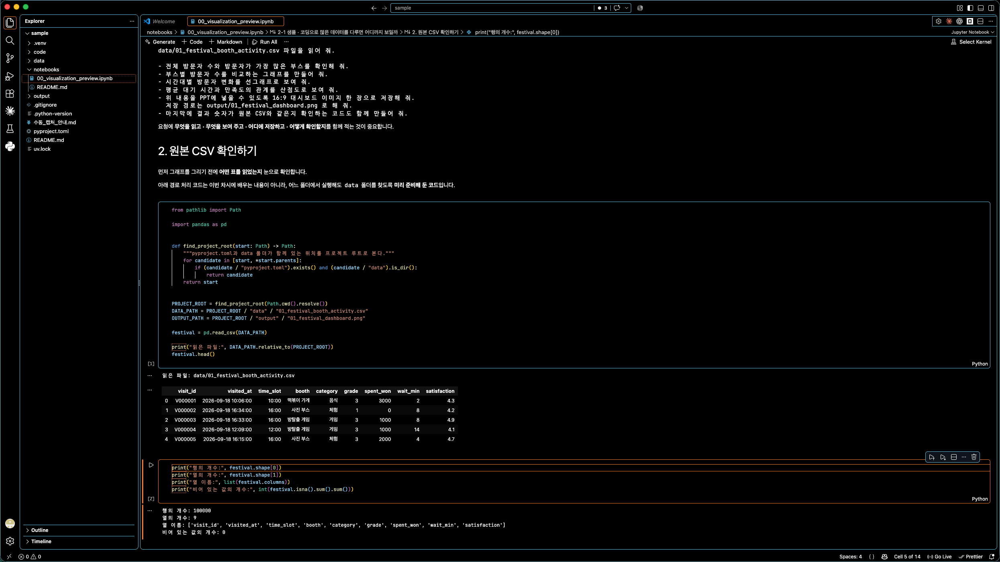 sample
3
Explorer
Welcome
00_visualization_preview.ipynb
notebooks > 00_visualization_preview.ipynb > M↓ 2-1 샘플 · 코딩으로 많은 데이터를 다루면 어디까지 보일까 > M↓ 2. 원본 CSV 확인하기 > print("행의 개수:", festival.shape[0])
Jupyter Notebook
Generate + Code + Markdown Run All ...
Select Kernel
sample
.venv
code
data
notebooks
00_visualization_preview.ipynb
README.md
output
.gitignore
.python-version
수동_캡처_안내.md
pyproject.toml
README.md
uv.lock
Outline
Timeline
data/01_festival_booth_activity.csv 파일을 읽어 줘.
- 전체 방문자 수와 방문자가 가장 많은 부스를 확인해 줘.
- 부스별 방문자 수를 비교하는 그래프를 만들어 줘.
- 시간대별 방문자 변화를 선그래프로 보여 줘.
- 평균 대기 시간과 만족도의 관계를 산점도로 보여 줘.
- 위 내용을 PPT에 넣을 수 있도록 16:9 대시보드 이미지 한 장으로 저장해 줘.
저장 경로는 output/01_festival_dashboard.png 로 해 줘.
- 마지막에 결과 숫자가 원본 CSV와 같은지 확인하는 코드도 함께 만들어 줘.
요청에 무엇을 읽고 · 무엇을 보여 주고 · 어디에 저장하고 · 어떻게 확인할지를 함께 적는 것이 중요합니다.
2. 원본 CSV 확인하기
먼저 그래프를 그리기 전에 어떤 표를 읽었는지 눈으로 확인합니다.
아래 경로 처리 코드는 이번 차시에 배우는 내용이 아니라, 어느 폴더에서 실행해도 data 폴더를 찾도록 미리 준비해 둔 코드입니다.
from pathlib import Path
import pandas as pd
def find_project_root(start: Path) -> Path:
"""pyproject.toml과 data 폴더가 함께 있는 위치를 프로젝트 루트로 본다."""
for candidate in [start, *start.parents]:
if (candidate / "pyproject.toml").exists() and (candidate / "data").is_dir():
return candidate
return start
PROJECT_ROOT = find_project_root(Path.cwd().resolve())
DATA_PATH = PROJECT_ROOT / "data" / "01_festival_booth_activity.csv"
OUTPUT_PATH = PROJECT_ROOT / "output" / "01_festival_dashboard.png"
festival = pd.read_csv(DATA_PATH)
print("읽은 파일:", DATA_PATH.relative_to(PROJECT_ROOT))
festival.head()
[1]
Python
... 읽은 파일: data/01_festival_booth_activity.csv
...
visit_id visited_at time_slot booth category grade spent_won wait_min satisfaction
0 V000001 2026-09-18 10:06:00 10:00 떡볶이 가게 음식 3 3000 2 4.3
1 V000002 2026-09-18 16:34:00 16:00 사진 부스 체험 1 0 8 4.2
2 V000003 2026-09-18 16:33:00 16:00 방탈출 게임 게임 3 1000 8 4.9
3 V000004 2026-09-18 12:09:00 12:00 방탈출 게임 게임 3 1000 14 4.1
4 V000005 2026-09-18 16:15:00 16:00 사진 부스 체험 3 2000 4 4.7
print("행의 개수:", festival.shape[0])
print("열의 개수:", festival.shape[1])
print("열 이름:", list(festival.columns))
print("비어 있는 값의 개수:", int(festival.isna().sum().sum()))
[2]
Python
... 행의 개수: 100000
열의 개수: 9
열 이름: ['visit_id', 'visited_at', 'time_slot', 'booth', 'category', 'grade', 'spent_won', 'wait_min', 'satisfaction']
비어 있는 값의 개수: 0
0 0
Spaces: 4 { } Cell 5 of 14 Go Live Prettier